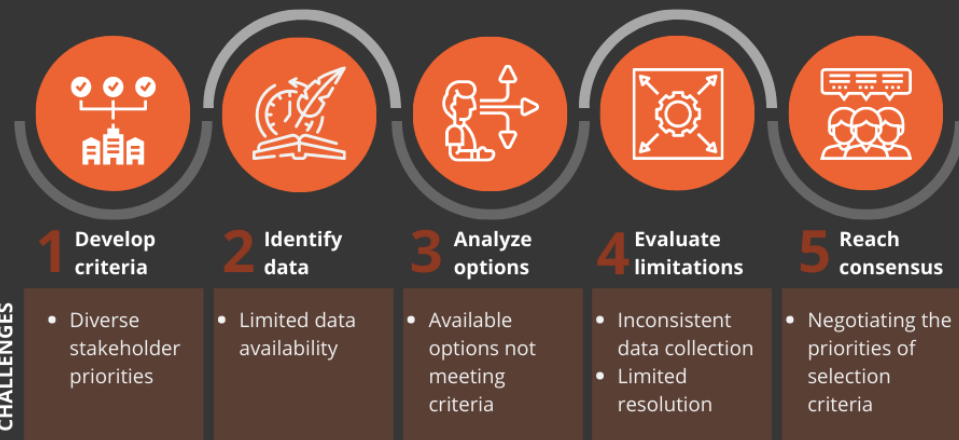 1 Develop
criteria
2 Identify
data
3 Analyze
options
4 Evaluate
limitations
5 Reach
consensus
CHALLENGES
• Diverse
stakeholder
priorities
• Limited data
availability
• Available
options not
meeting
criteria
• Inconsistent
data collection
• Limited
resolution
• Negotiating the
priorities of
selection
criteria